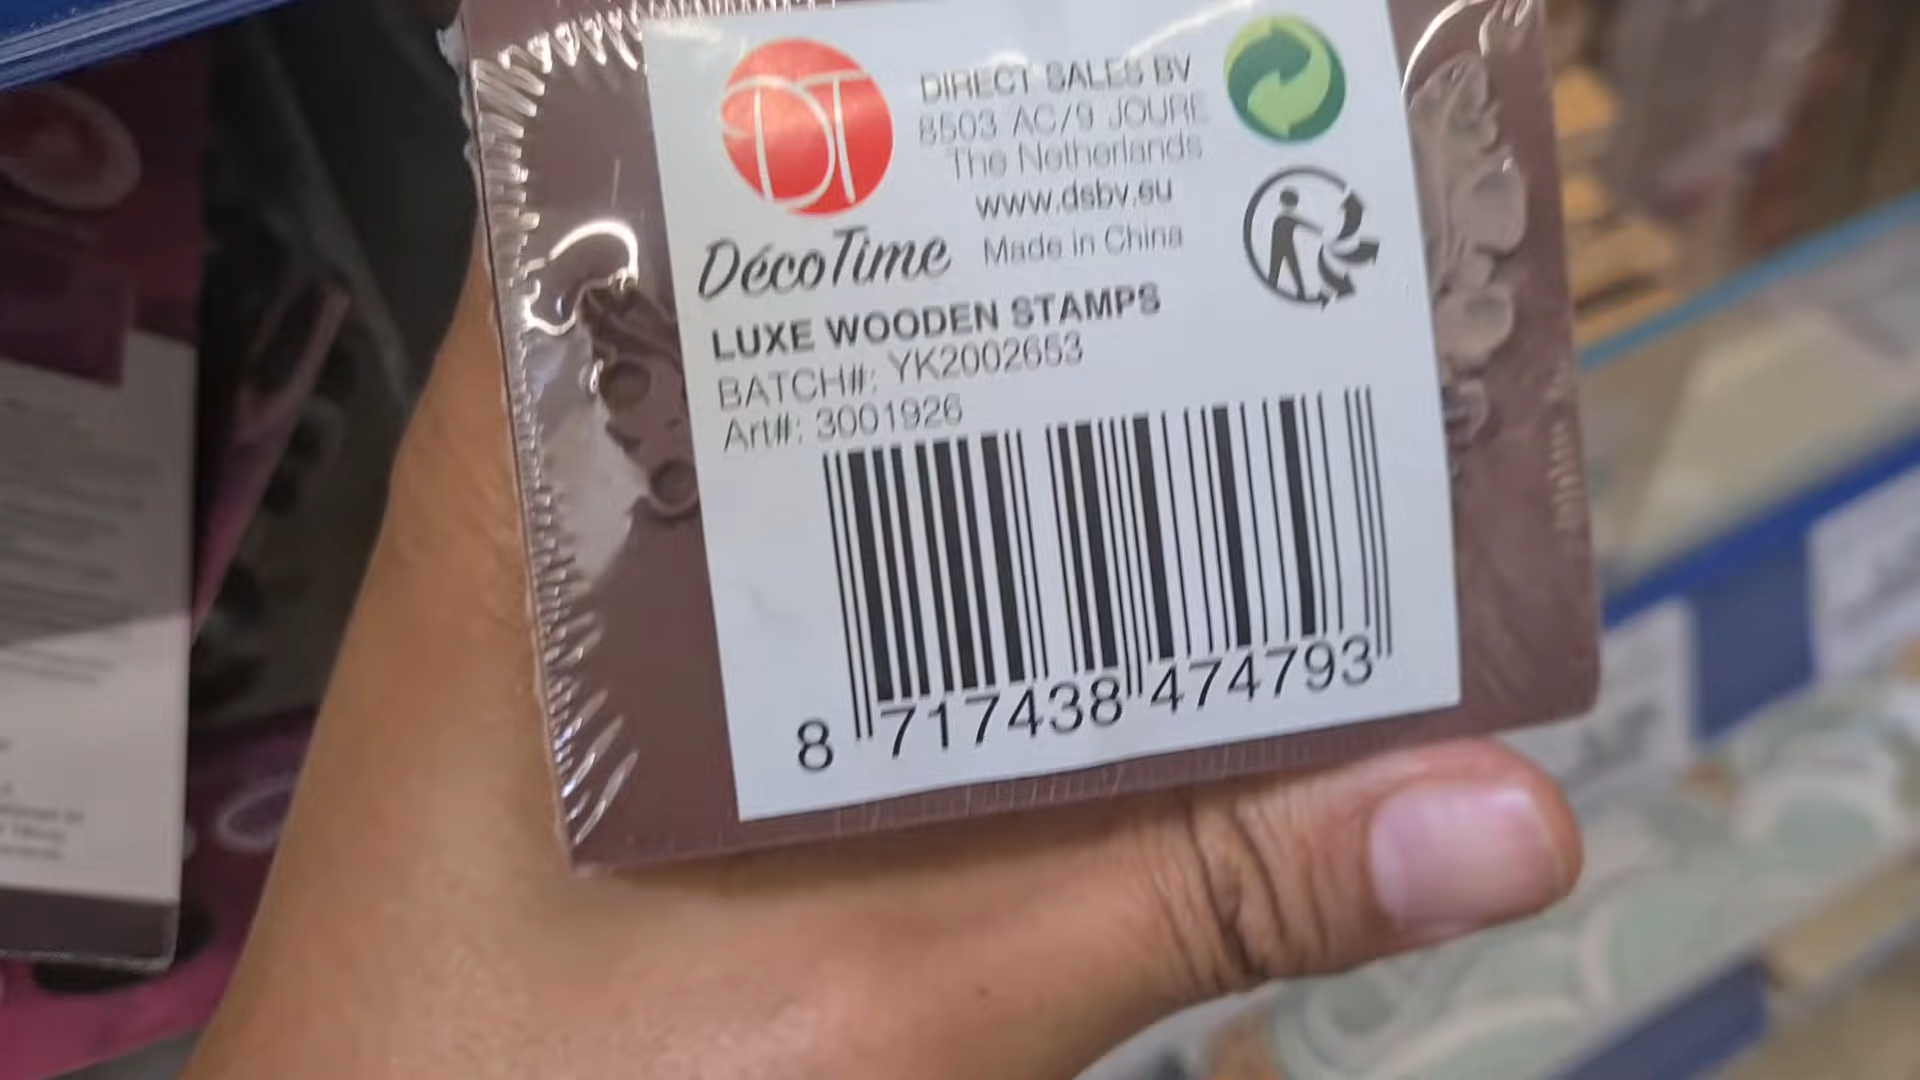 DT
DécoTime
DIRECT SALES BV
8503 AC/9 JOURE
The Netherlands
www.dsbv.eu
Made in China
LUXE WOODEN STAMPS
BATCH#: YK2002653
Art#: 3001926
8 717438 474793